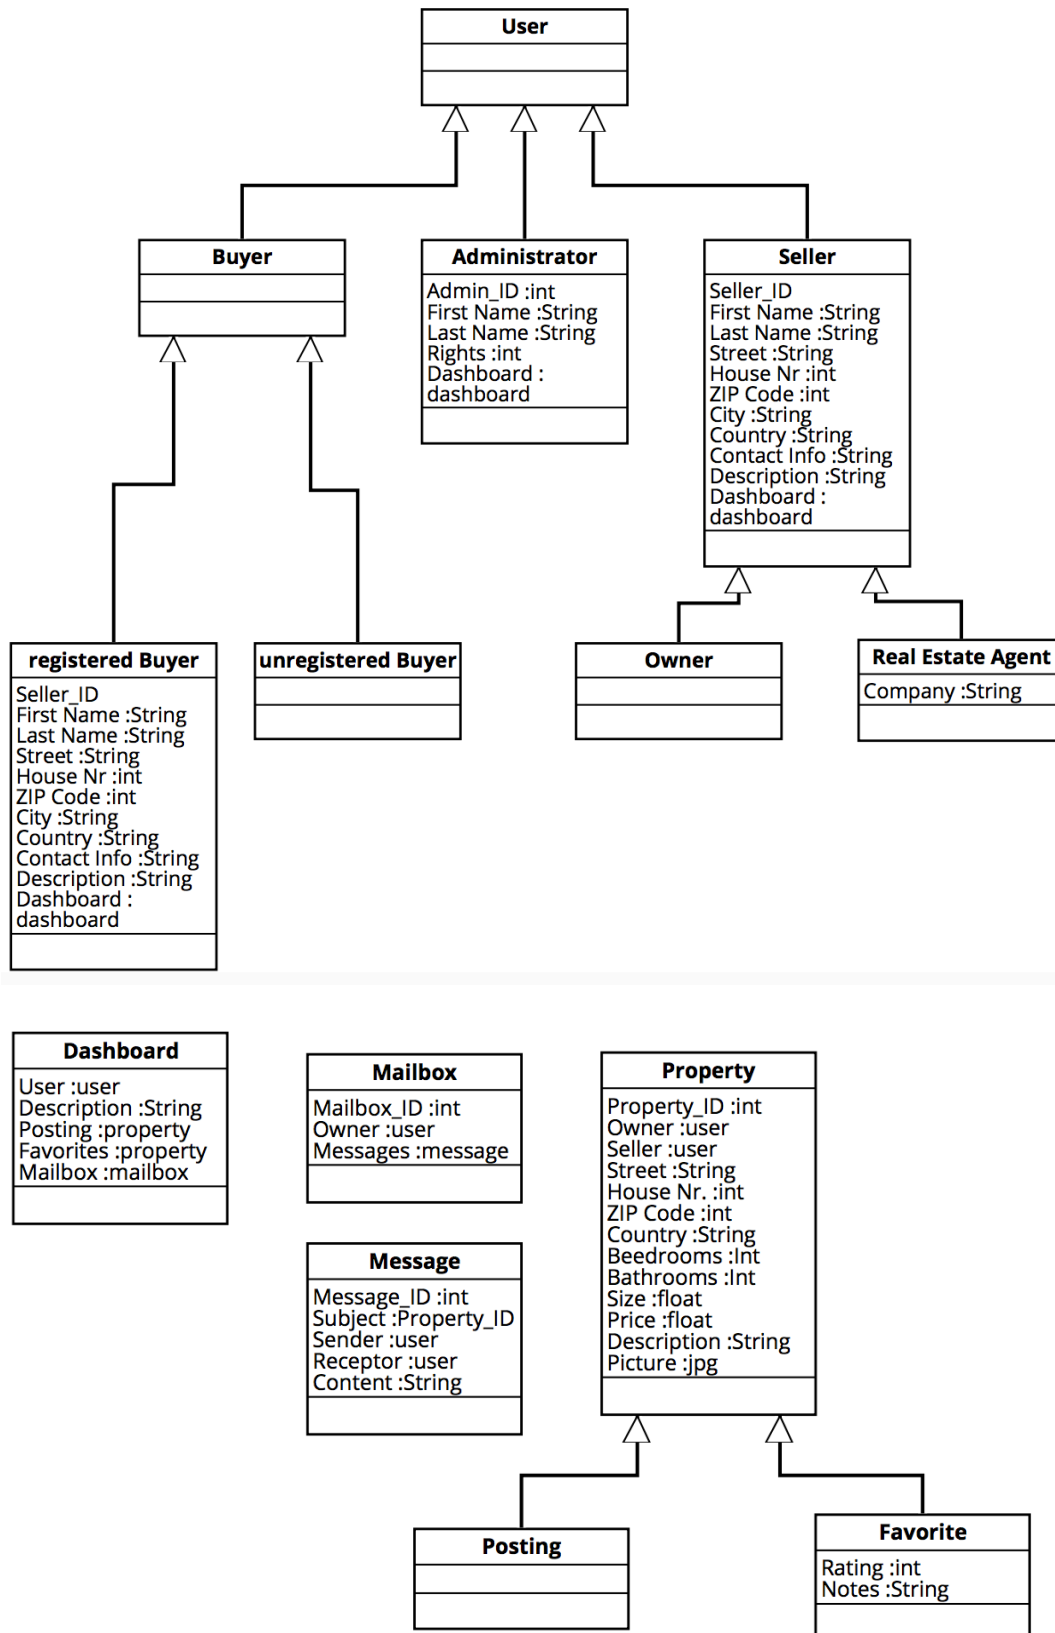 User
Buyer
Administrator
Admin_ID :int
First Name :String
Last Name :String
Rights :int
Dashboard :
dashboard
Seller
Seller_ID
First Name :String
Last Name :String
Street :String
House Nr :int
ZIP Code :int
City :String
Country :String
Contact Info :String
Description :String
Dashboard :
dashboard
registered Buyer
Seller_ID
First Name :String
Last Name :String
Street :String
House Nr :int
ZIP Code :int
City :String
Country :String
Contact Info :String
Description :String
Dashboard :
dashboard
unregistered Buyer
Owner
Real Estate Agent
Company :String
Dashboard
User :user
Description :String
Posting :property
Favorites :property
Mailbox :mailbox
Mailbox
Mailbox_ID :int
Owner :user
Messages :message
Message
Message_ID :int
Subject :Property_ID
Sender :user
Receptor :user
Content :String
Property
Property_ID :int
Owner :user
Seller :user
Street :String
House Nr. :int
ZIP Code :int
Country :String
Beedrooms :Int
Bathrooms :Int
Size :float
Price :float
Description :String
Picture :jpg
Posting
Favorite
Rating :int
Notes :String